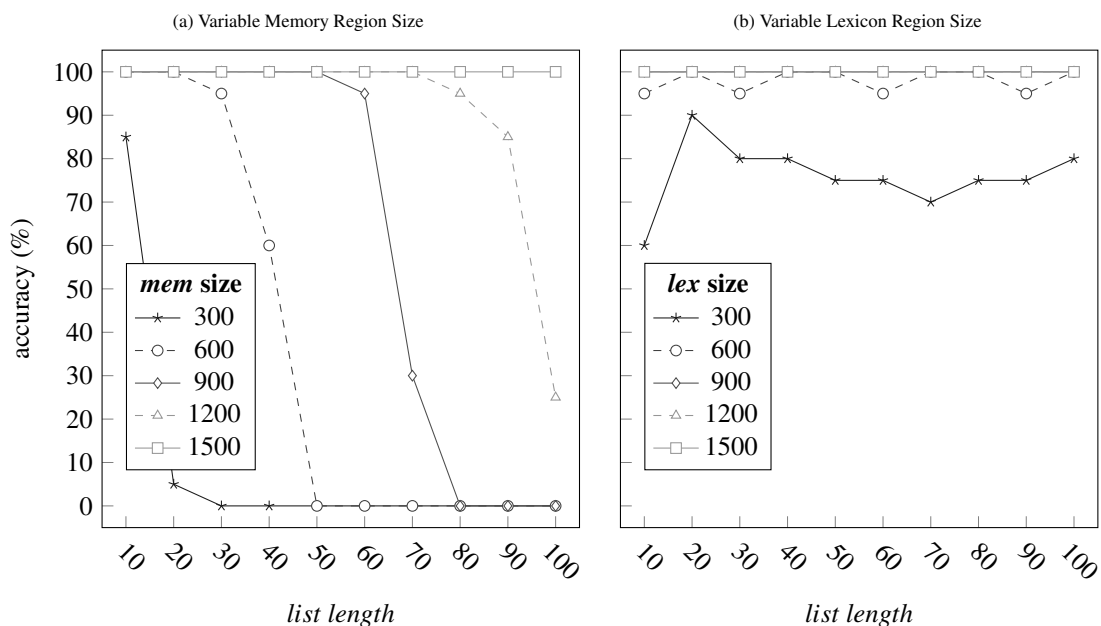 (a) Variable Memory Region Size
100
90
80
70
60
50
40
30
20
10
0
accuracy (%)
mem size
300
600
900
1200
1500
10 20 30 40 50 60 70 80 90 100
list length
(b) Variable Lexicon Region Size
lex size
300
600
900
1200
1500
10 20 30 40 50 60 70 80 90 100
list length